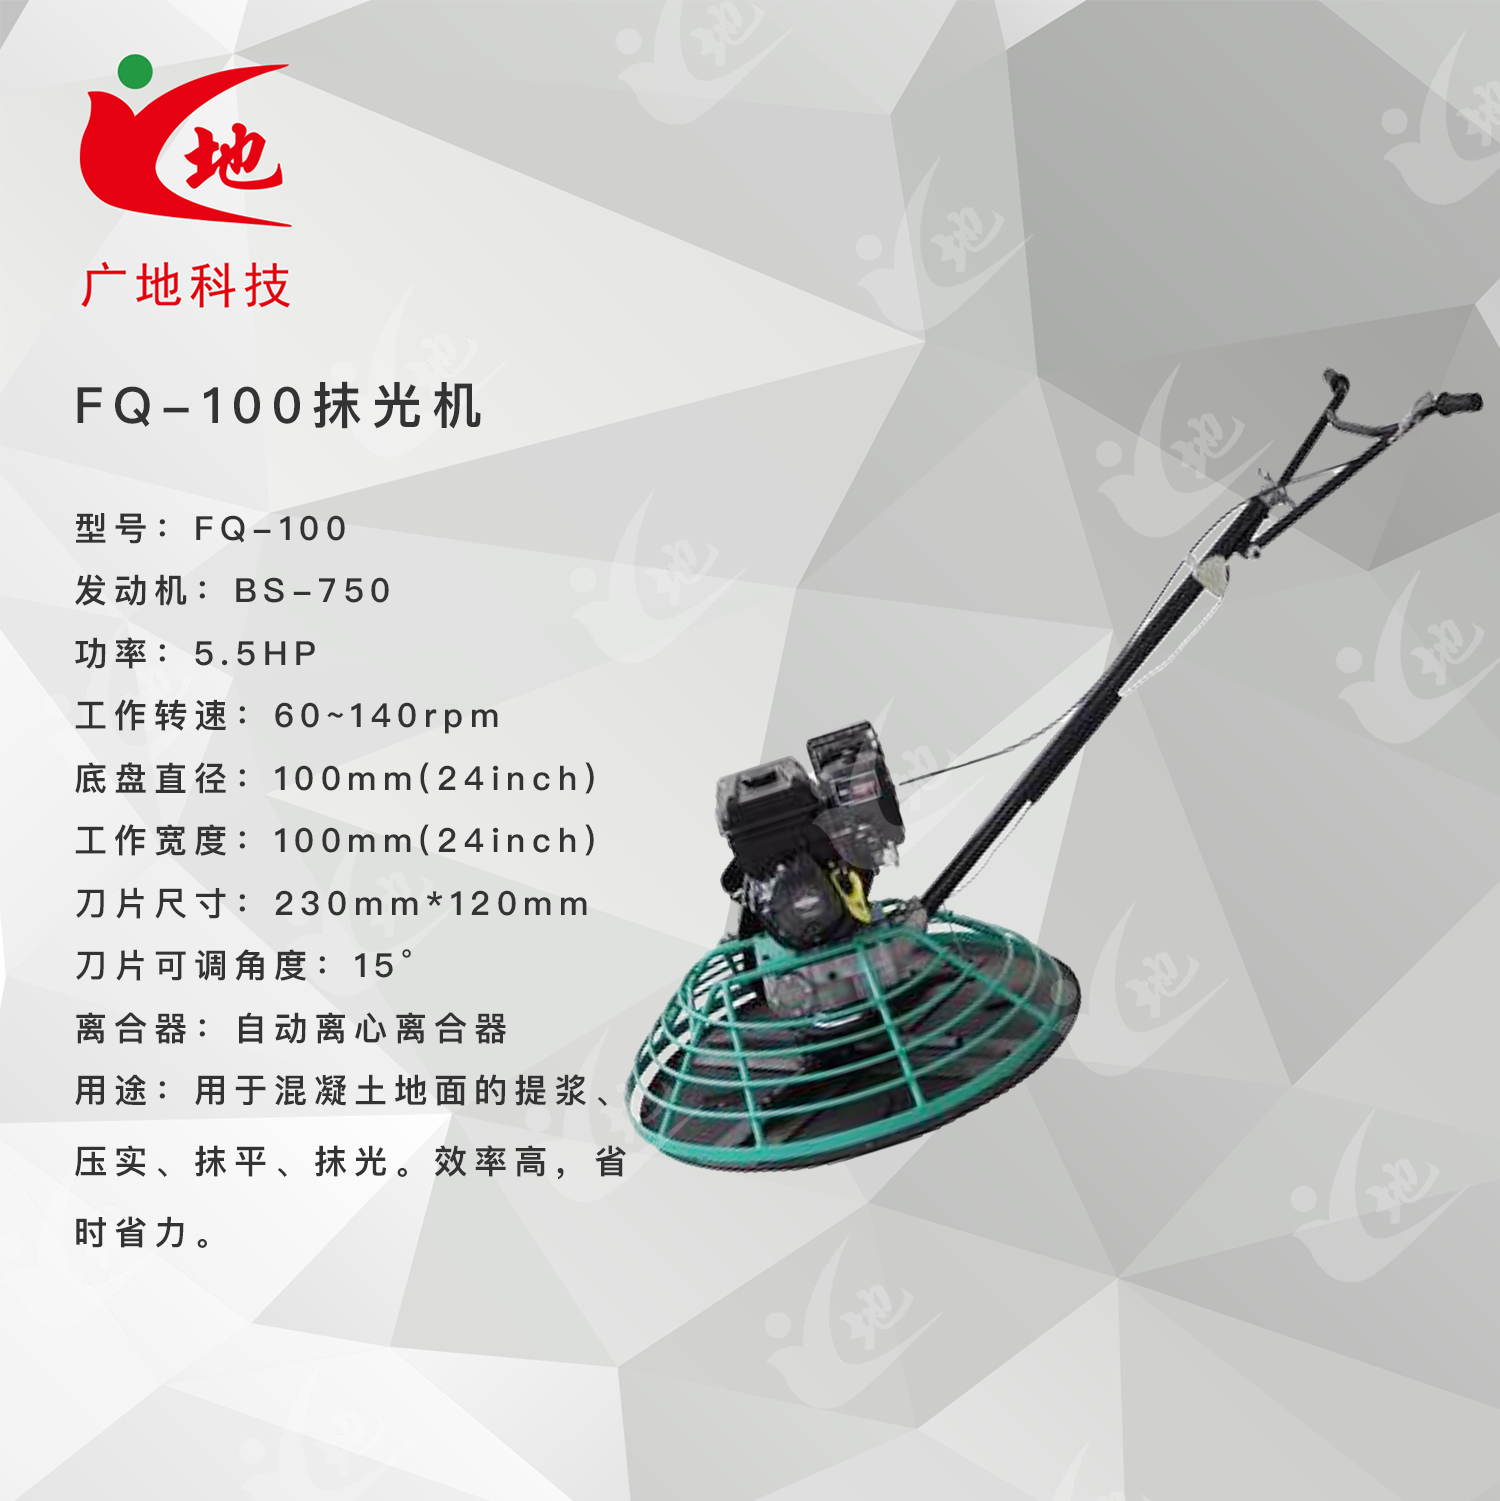 地
广地科技
FQ-100抹光机
型号：FQ-100
发动机：BS-750
功率：5.5HP
工作转速：60~140rpm
底盘直径：100mm(24inch)
工作宽度：100mm(24inch)
刀片尺寸：230mm*120mm
刀片可调角度：15°
离合器：自动离心离合器
用途：用于混凝土地面的提浆、
压实、抹平、抹光。效率高，省
时省力。